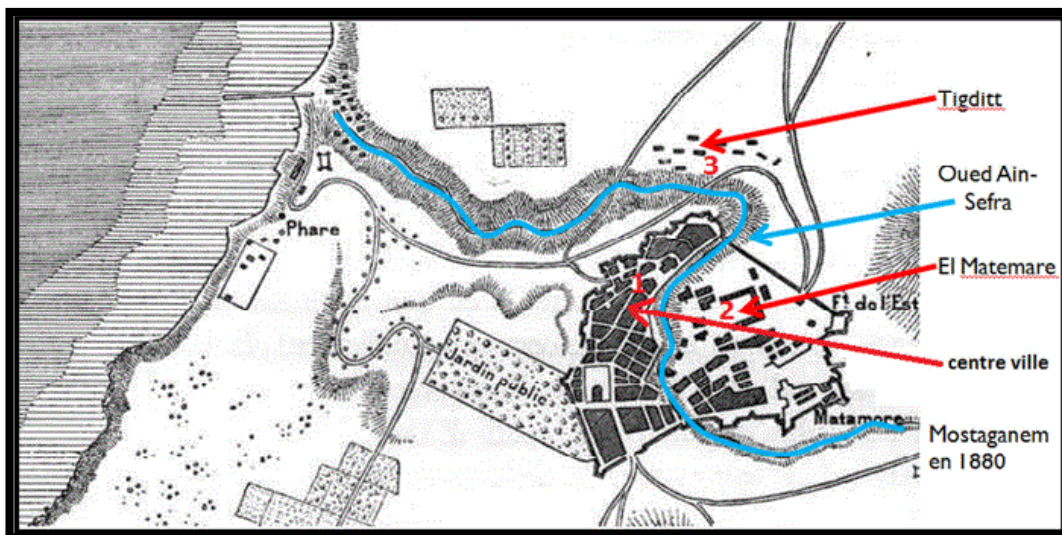 Tigditt
3
Oued Ain-
Sefra
Phare
El Matemare
1
2
Ft. de l'Est
centre ville
Jardin public
Matamore
Mostaganem
en 1880